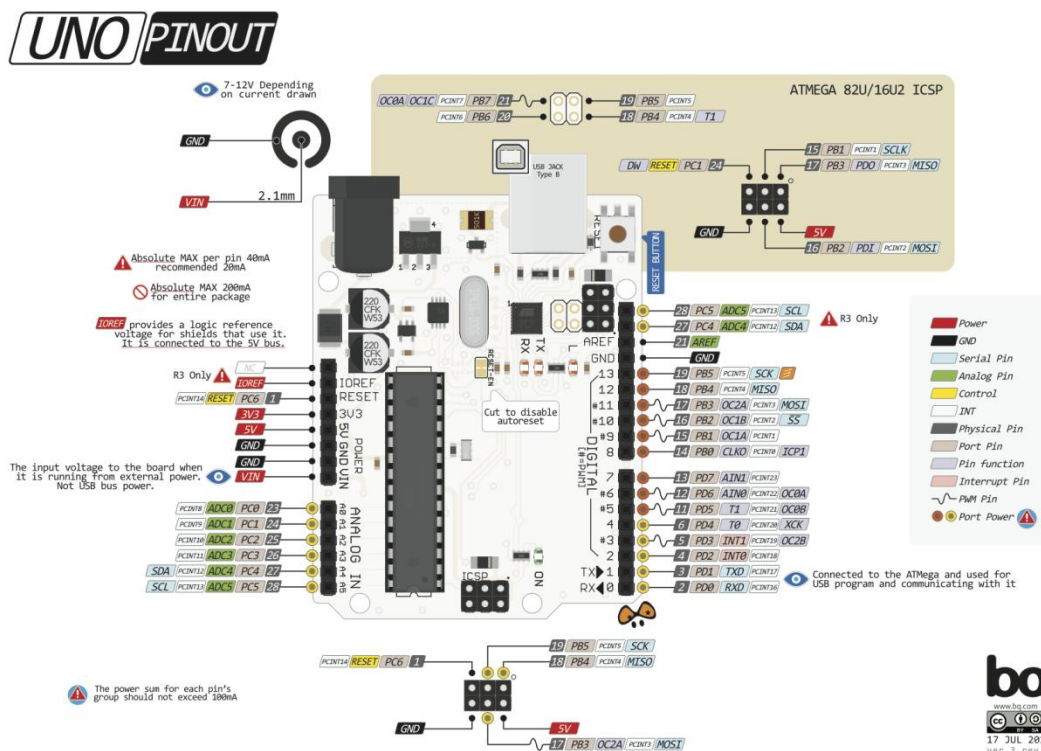 UNO PINOUT
7-12V Depending
on current drawn
GND
VIN
2.1mm
ATMEGA 82U/16U2 ICSP
OC0A OC1C PCINT7 PB7 21
19 PB5 PCINT5
PCINT6 PB6 20
18 PB4 PCINT4 T1
DW RESET PC1 24
15 PB1 PCINT1 SCLK
17 PB3 PDO PCINT3 MISO
GND
5V
16 PB2 PDI PCINT2 MOSI
USB JACK
Type B
RESET
RESET BUTTON
4
501K
1 2 3
220
CFK
W53
220
CFK
W53
Absolute MAX per pin 40mA
recommended 20mA
Absolute MAX 200mA
for entire package
IOREF provides a logic reference
voltage for shields that use it.
It is connected to the 5V bus.
R3 Only
NC
IOREF
PCINT14 RESET PC6 1
3V3
5V
GND
GND
VIN
The input voltage to the board when
it is running from external power.
Not USB bus power.
IOREF
RESET
3V3
5V
GND
VIN
POWER
PCINT8 ADC0 PC0 23
PCINT9 ADC1 PC1 24
PCINT10 ADC2 PC2 25
PCINT11 ADC3 PC3 26
SDA PCINT12 ADC4 PC4 27
SCL PCINT13 ADC5 PC5 28
A0
A1
A2
A3
A4
A5
ANALOG IN
1
RX
TX
L
RESET-EN
Cut to disable
autoreset
ICSP
ON
AREF
GND
13
12
#11
#10
#9
8
7
#6
#5
4
#3
2
TX 1
RX 0
DIGITAL
[#=PWM]
28 PC5 ADC5 PCINT13 SCL
27 PC4 ADC4 PCINT12 SDA
R3 Only
21 AREF
GND
19 PB5 PCINT5 SCK
18 PB4 PCINT4 MISO
17 PB3 OC2A PCINT3 MOSI
16 PB2 OC1B PCINT2 SS
15 PB1 OC1A PCINT1
14 PB0 CLKO PCINT0 ICP1
13 PD7 AIN1 PCINT23
12 PD6 AIN0 PCINT22 OC0A
11 PD5 T1 PCINT21 OC0B
6 PD4 T0 PCINT20 XCK
5 PD3 INT1 PCINT19 OC2B
4 PD2 INT0 PCINT18
3 PD1 TXD PCINT17
2 PD0 RXD PCINT16
Connected to the ATMega and used for
USB program and communicating with it
Power
GND
Serial Pin
Analog Pin
Control
INT
Physical Pin
Port Pin
Pin function
Interrupt Pin
PWM Pin
Port Power
PCINT14 RESET PC6 1
19 PB5 PCINT5 SCK
18 PB4 PCINT4 MISO
GND
5V
17 PB3 OC2A PCINT3 MOSI
The power sum for each pin's
group should not exceed 100mA
bq
www.bq.com
cc
BY SA
17 JUL